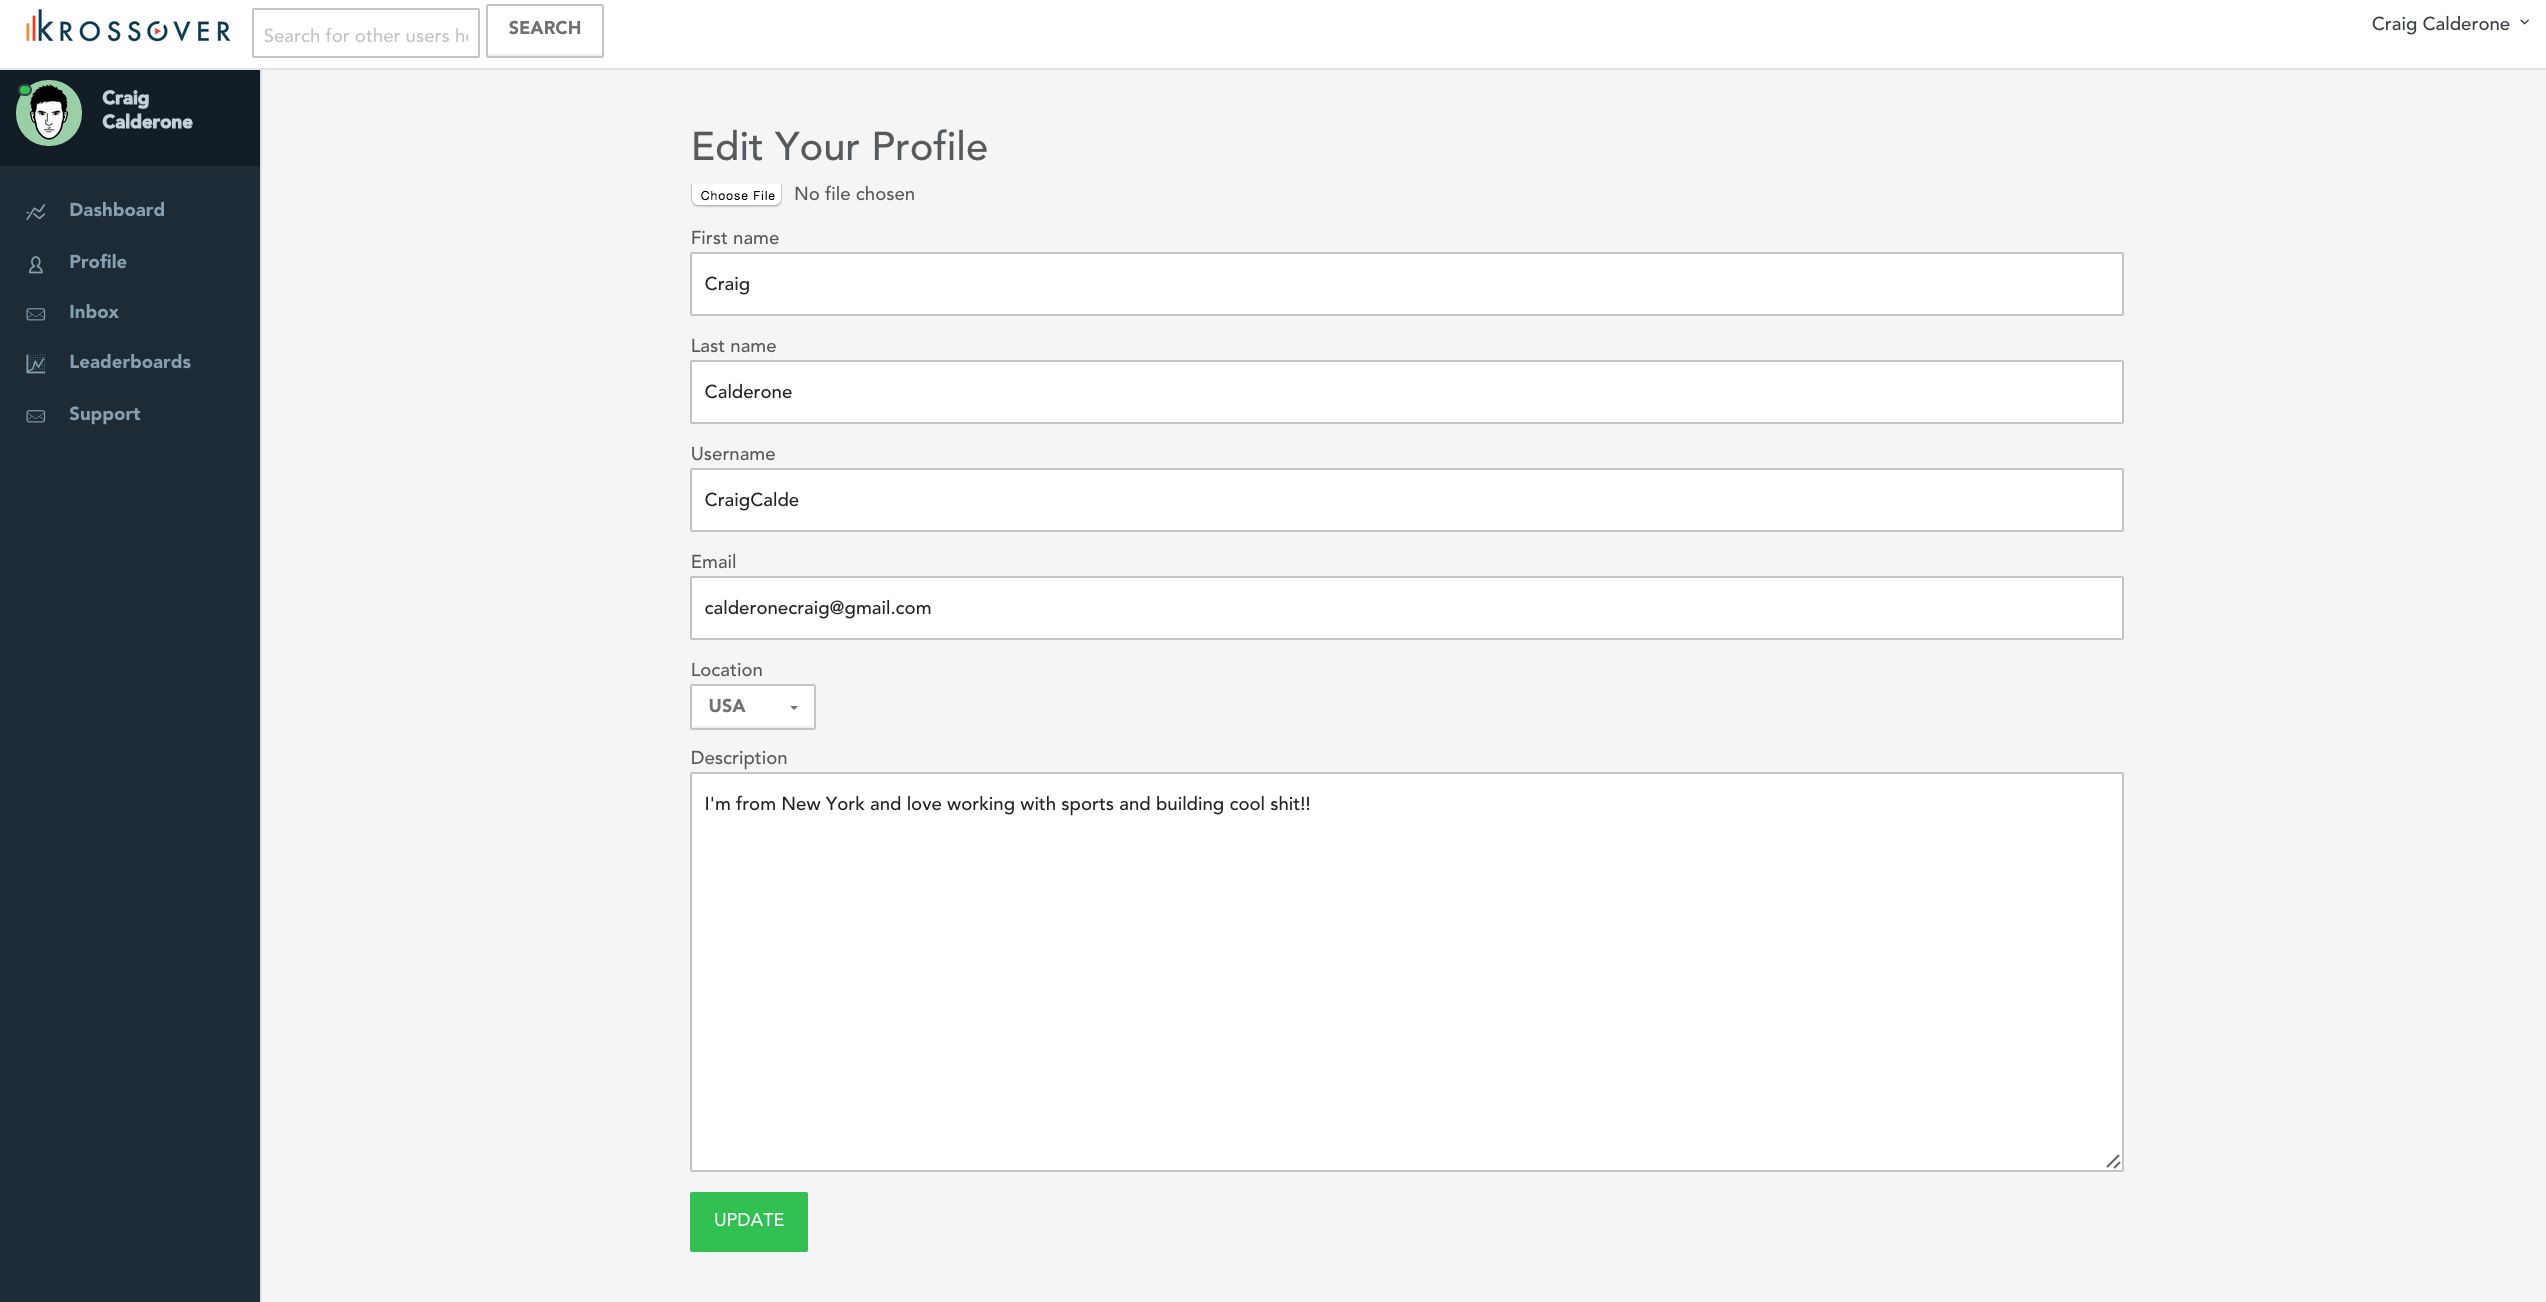 KROSSOVER
Search for other users he
SEARCH
Craig Calderone
Craig
Calderone
Dashboard
Profile
Inbox
Leaderboards
Support
Edit Your Profile
Choose File No file chosen
First name
Craig
Last name
Calderone
Username
CraigCalde
Email
calderonecraig@gmail.com
Location
USA
Description
I'm from New York and love working with sports and building cool shit!!
UPDATE